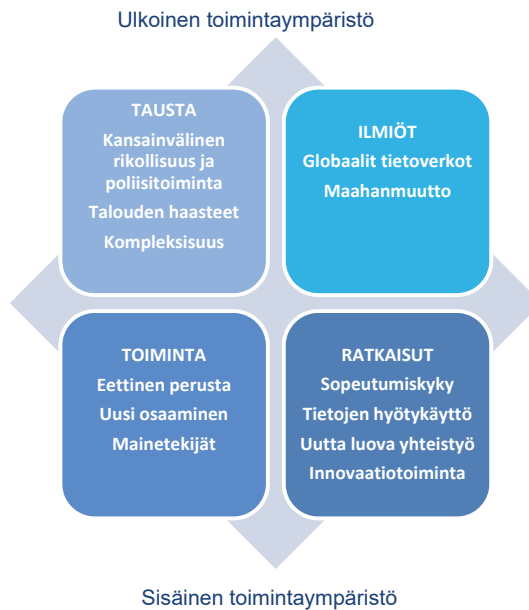 Ulkoinen toimintaympäristö
TAUSTA
Kansainvälinen
rikollisuus ja
poliisitoiminta
Talouden haasteet
Kompleksisuus
ILMIÖT
Globaalit tietoverkot
Maahanmuutto
TOIMINTA
Eettinen perusta
Uusi osaaminen
Mainetekijät
RATKAISUT
Sopeutumiskyky
Tietojen hyötykäyttö
Uutta luova yhteistyö
Innovaatiotoiminta
Sisäinen toimintaympäristö